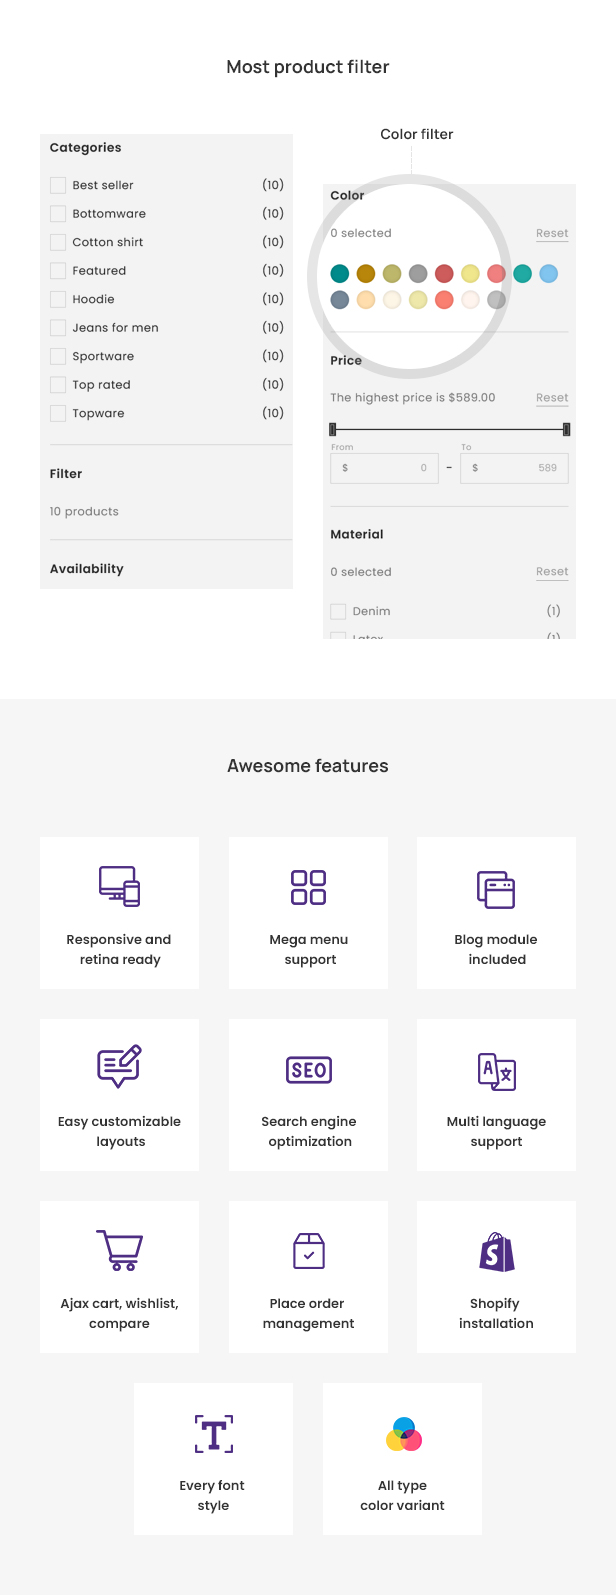 Most product filter
Categories
Best seller (10)
Bottomware (10)
Cotton shirt (10)
Featured (10)
Hoodie (10)
Jeans for men (10)
Sportware (10)
Top rated (10)
Topware (10)
Filter
10 products
Availability
Color filter
Color
0 selected Reset
Price
The highest price is $589.00 Reset
From To
$ 0 - $ 589
Material
0 selected Reset
Denim (1)
Latex (1)
Awesome features
Responsive and
retina ready
Mega menu
support
Blog module
included
Easy customizable
layouts
SEO
Search engine
optimization
A 文
Multi language
support
Ajax cart, wishlist,
compare
Place order
management
S
Shopify
installation
T
Every font
style
All type
color variant